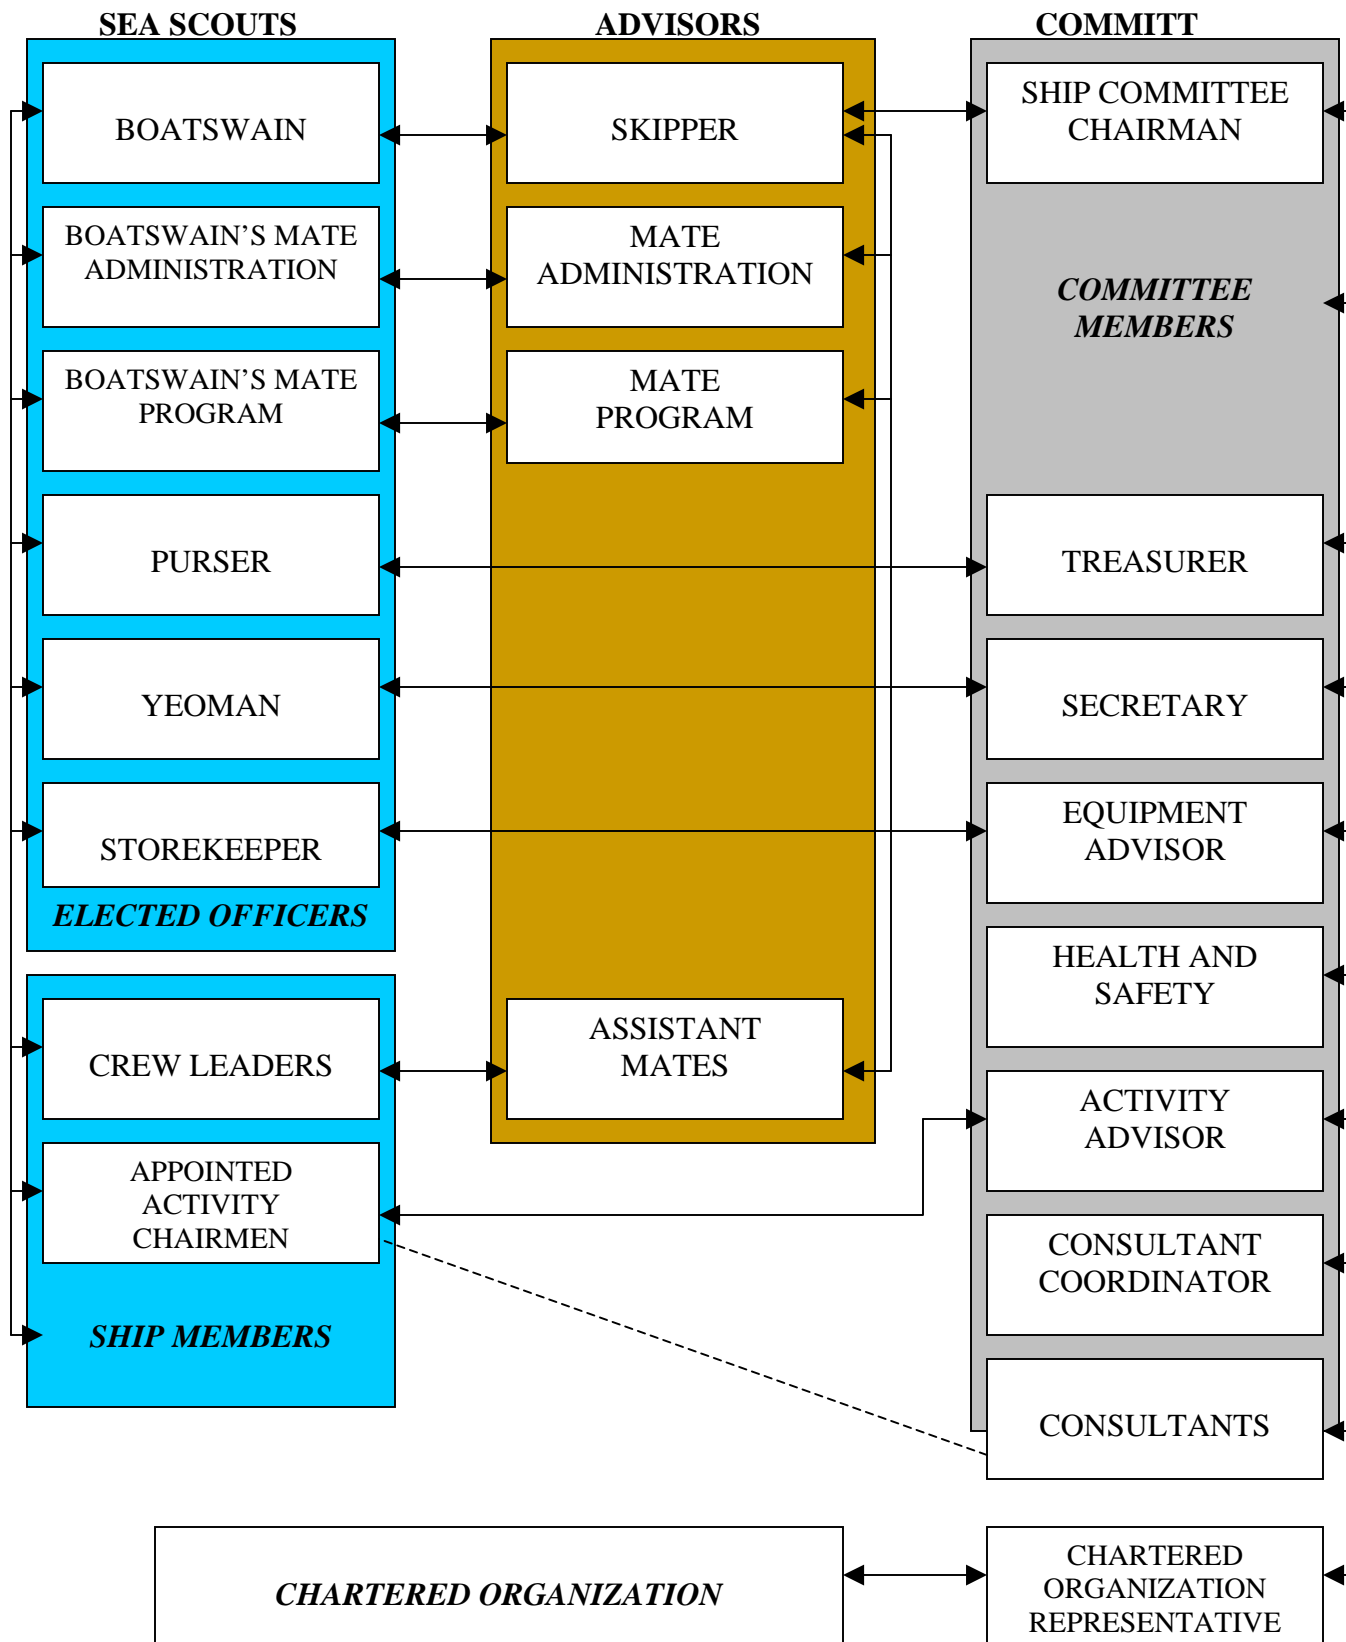 SEA SCOUTS
BOATSWAIN
BOATSWAIN'S MATE
ADMINISTRATION
BOATSWAIN'S MATE
PROGRAM
PURSER
YEOMAN
STOREKEEPER
ELECTED OFFICERS
CREW LEADERS
APPOINTED
ACTIVITY
CHAIRMEN
SHIP MEMBERS
ADVISORS
SKIPPER
MATE
ADMINISTRATION
MATE
PROGRAM
ASSISTANT
MATES
COMMITT
SHIP COMMITTEE
CHAIRMAN
COMMITTEE
MEMBERS
TREASURER
SECRETARY
EQUIPMENT
ADVISOR
HEALTH AND
SAFETY
ACTIVITY
ADVISOR
CONSULTANT
COORDINATOR
CONSULTANTS
CHARTERED ORGANIZATION
CHARTERED
ORGANIZATION
REPRESENTATIVE